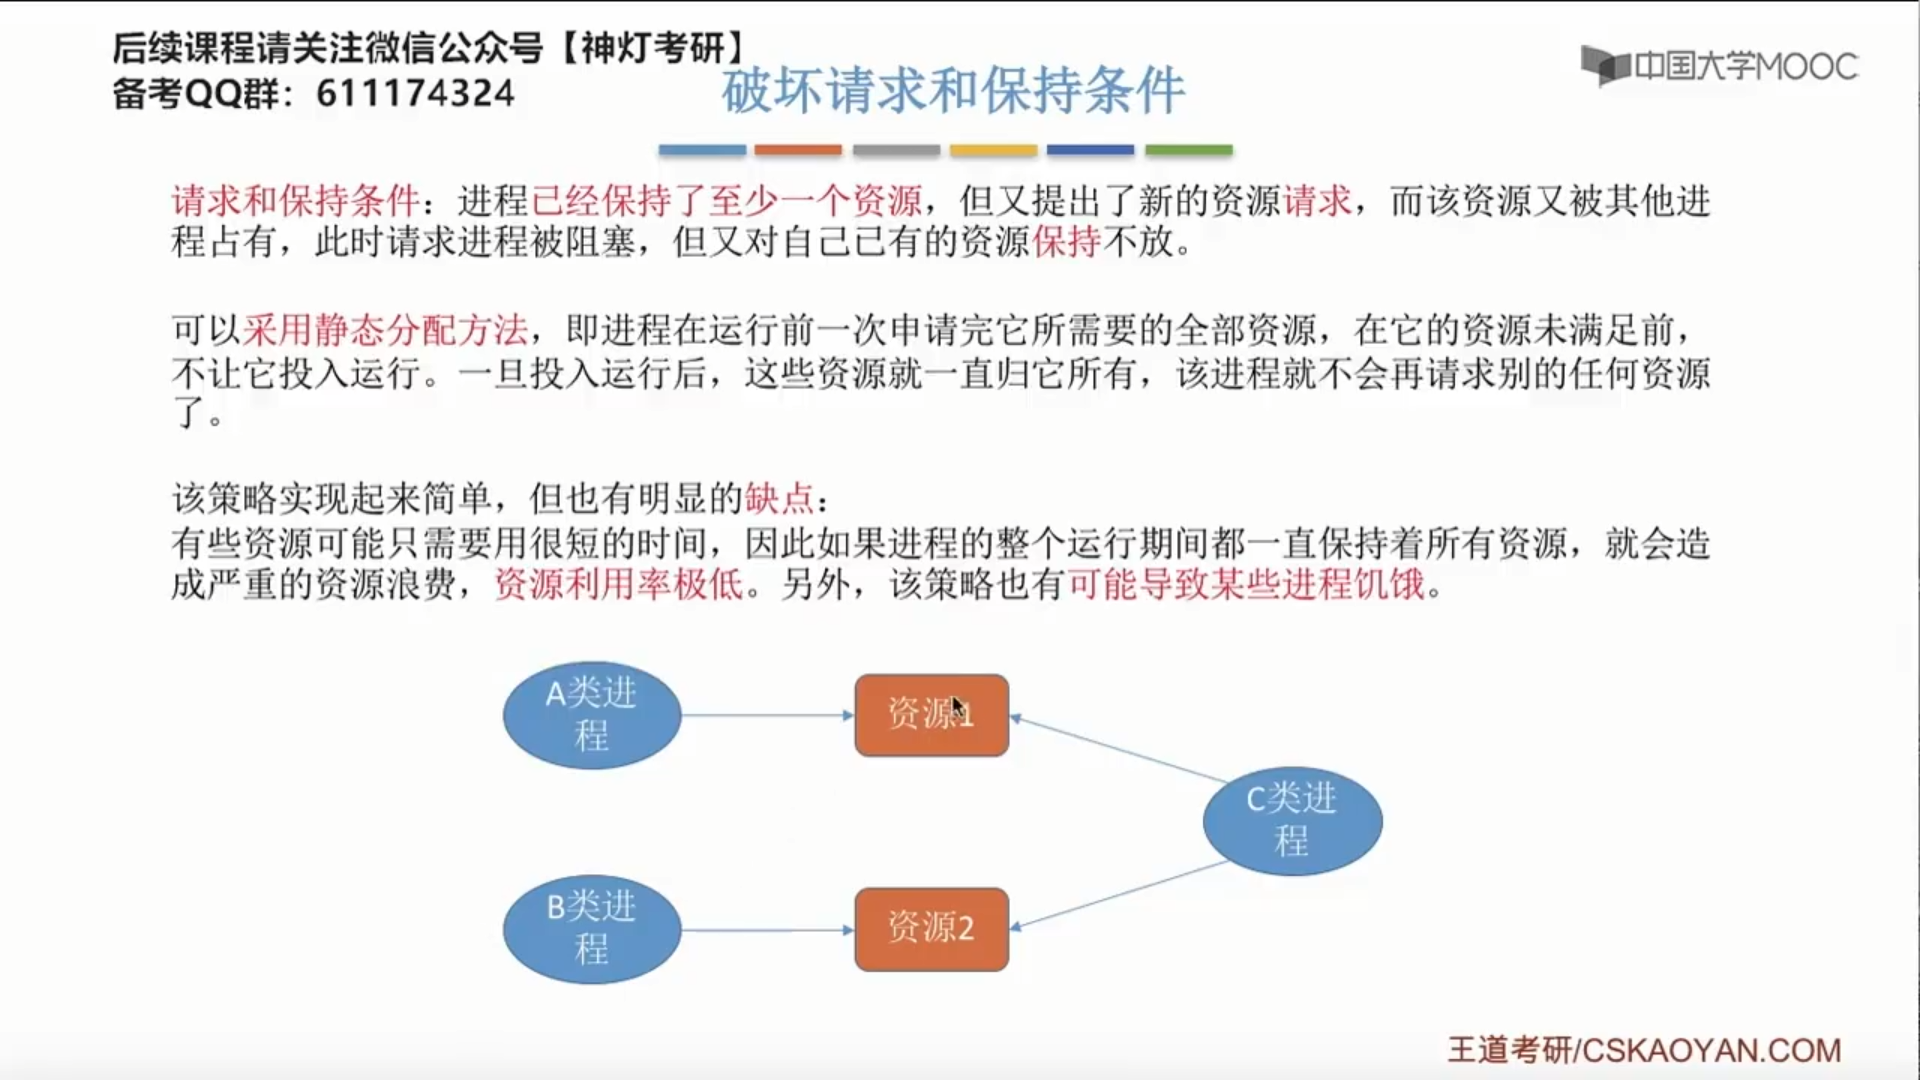 后续课程请关注微信公众号【神灯考研】
备考QQ群：611174324
中国大学MOOC
破坏请求和保持条件
请求和保持条件：进程已经保持了至少一个资源，但又提出了新的资源请求，而该资源又被其他进
程占有，此时请求进程被阻塞，但又对自己已有的资源保持不放。
可以采用静态分配方法，即进程在运行前一次申请完它所需要的全部资源，在它的资源未满足前，
不让它投入运行。一旦投入运行后，这些资源就一直归它所有，该进程就不会再请求别的任何资源
了。
该策略实现起来简单，但也有明显的缺点：
有些资源可能只需要用很短的时间，因此如果进程的整个运行期间都一直保持着所有资源，就会造
成严重的资源浪费，资源利用率极低。另外，该策略也有可能导致某些进程饥饿。
A类进
程
资源1
C类进
程
B类进
程
资源2
王道考研/CSKAOYAN.COM